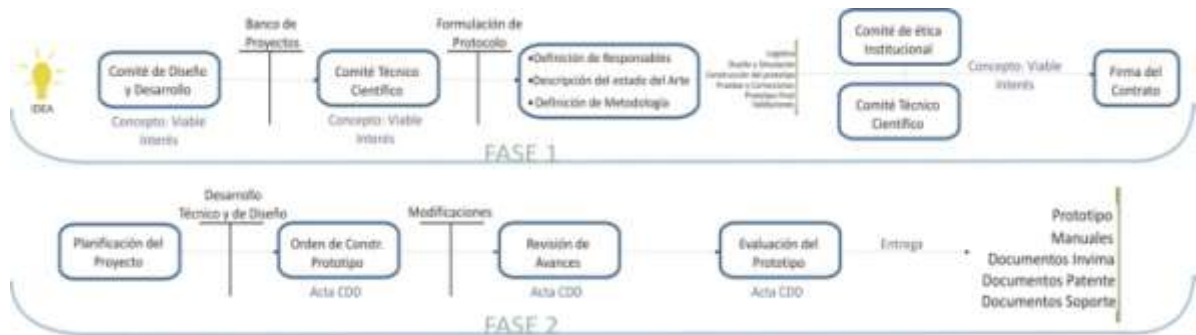 IDEA
Comité de Diseño
y Desarrollo
Concepto: Viable
Interés
Banco de
Proyectos
Comité Técnico
Científico
Concepto: Viable
Interés
Formulación de
Protocolo
•Definición de Responsables
•Descripción del estado del Arte
• Definición de Metodología
Logística
Diseño y Simulación
Construcción del prototipo
Pruebas y Correcciones
Prototipo Final
Validaciones
Comité de ética
Institucional
Comité Técnico
Científico
Concepto: Viable
Interés
Firma del
Contrato
FASE 1
Planificación del
Proyecto
Desarrollo
Técnico y de Diseño
Orden de Constr.
Prototipo
Acta CDD
Modificaciones
Revisión de
Avances
Acta CDD
Evaluación del
Prototipo
Acta CDD
Entrega
Prototipo
Manuales
Documentos Invima
Documentos Patente
Documentos Soporte
FASE 2